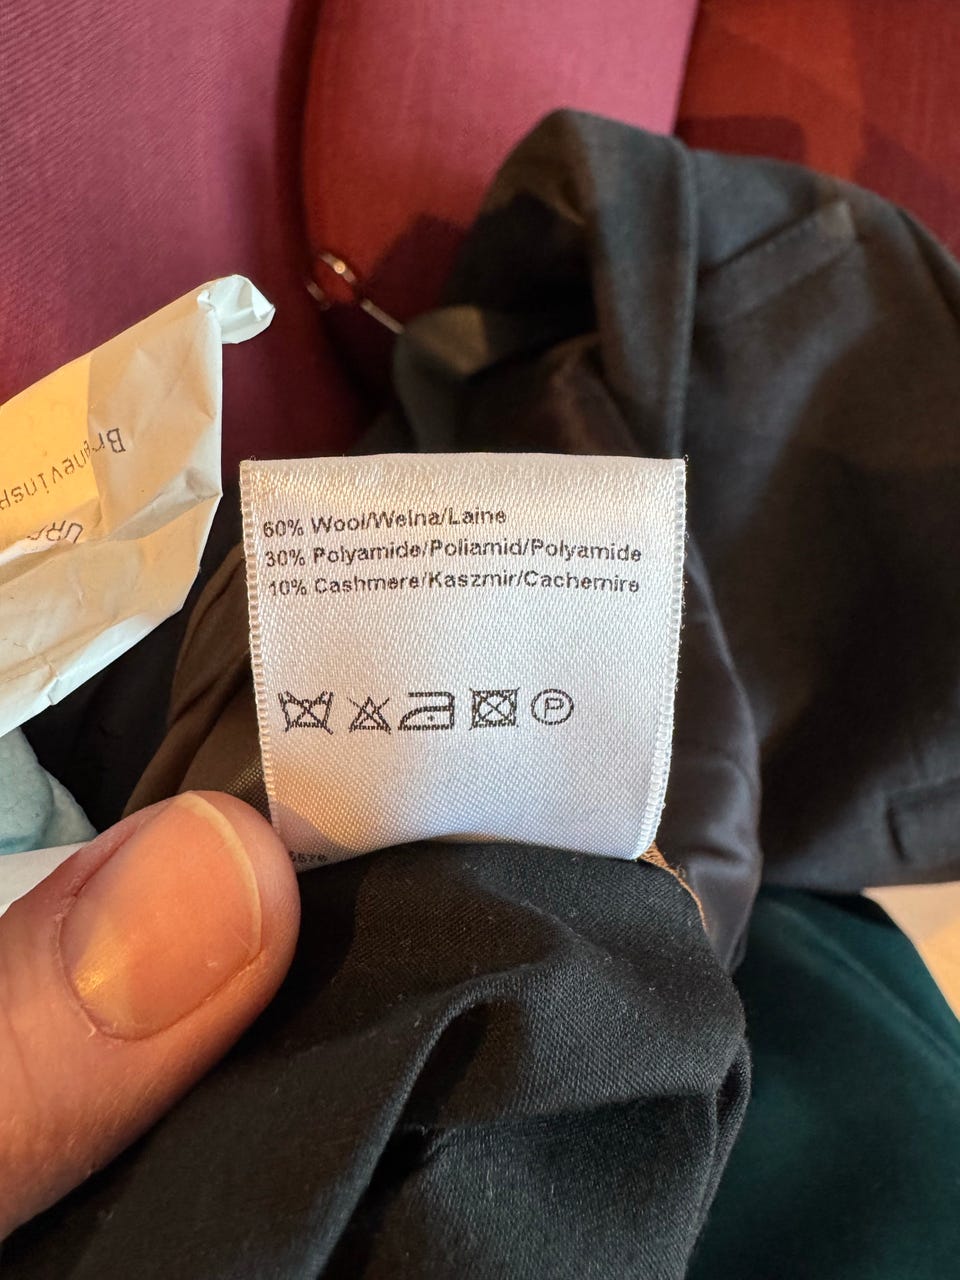 60% Wool/Wełna/Laine
30% Polyamide/Poliamid/Polyamide
10% Cashmere/Kaszmir/Cachemire
P